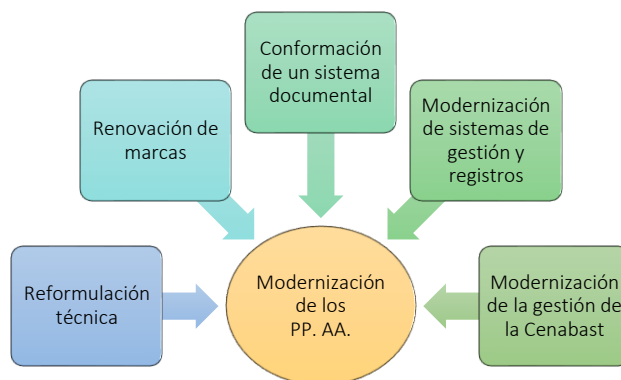 Conformación
de un sistema
documental
Renovación de
marcas
Modernización
de sistemas de
gestión y
registros
Reformulación
técnica
Modernización
de los
PP. AA.
Modernización
de la gestión de
la Cenabast